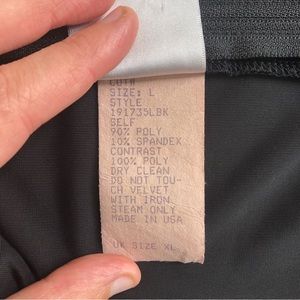 SIZE: L
STYLE
191735LBK
SELF
90% POLY
10% SPANDEX
CONTRAST
100% POLY
DRY CLEAN
DO NOT TOU-
CH VELVET
WITH IRON.
STEAM ONLY
MADE IN USA
UK SIZE XL